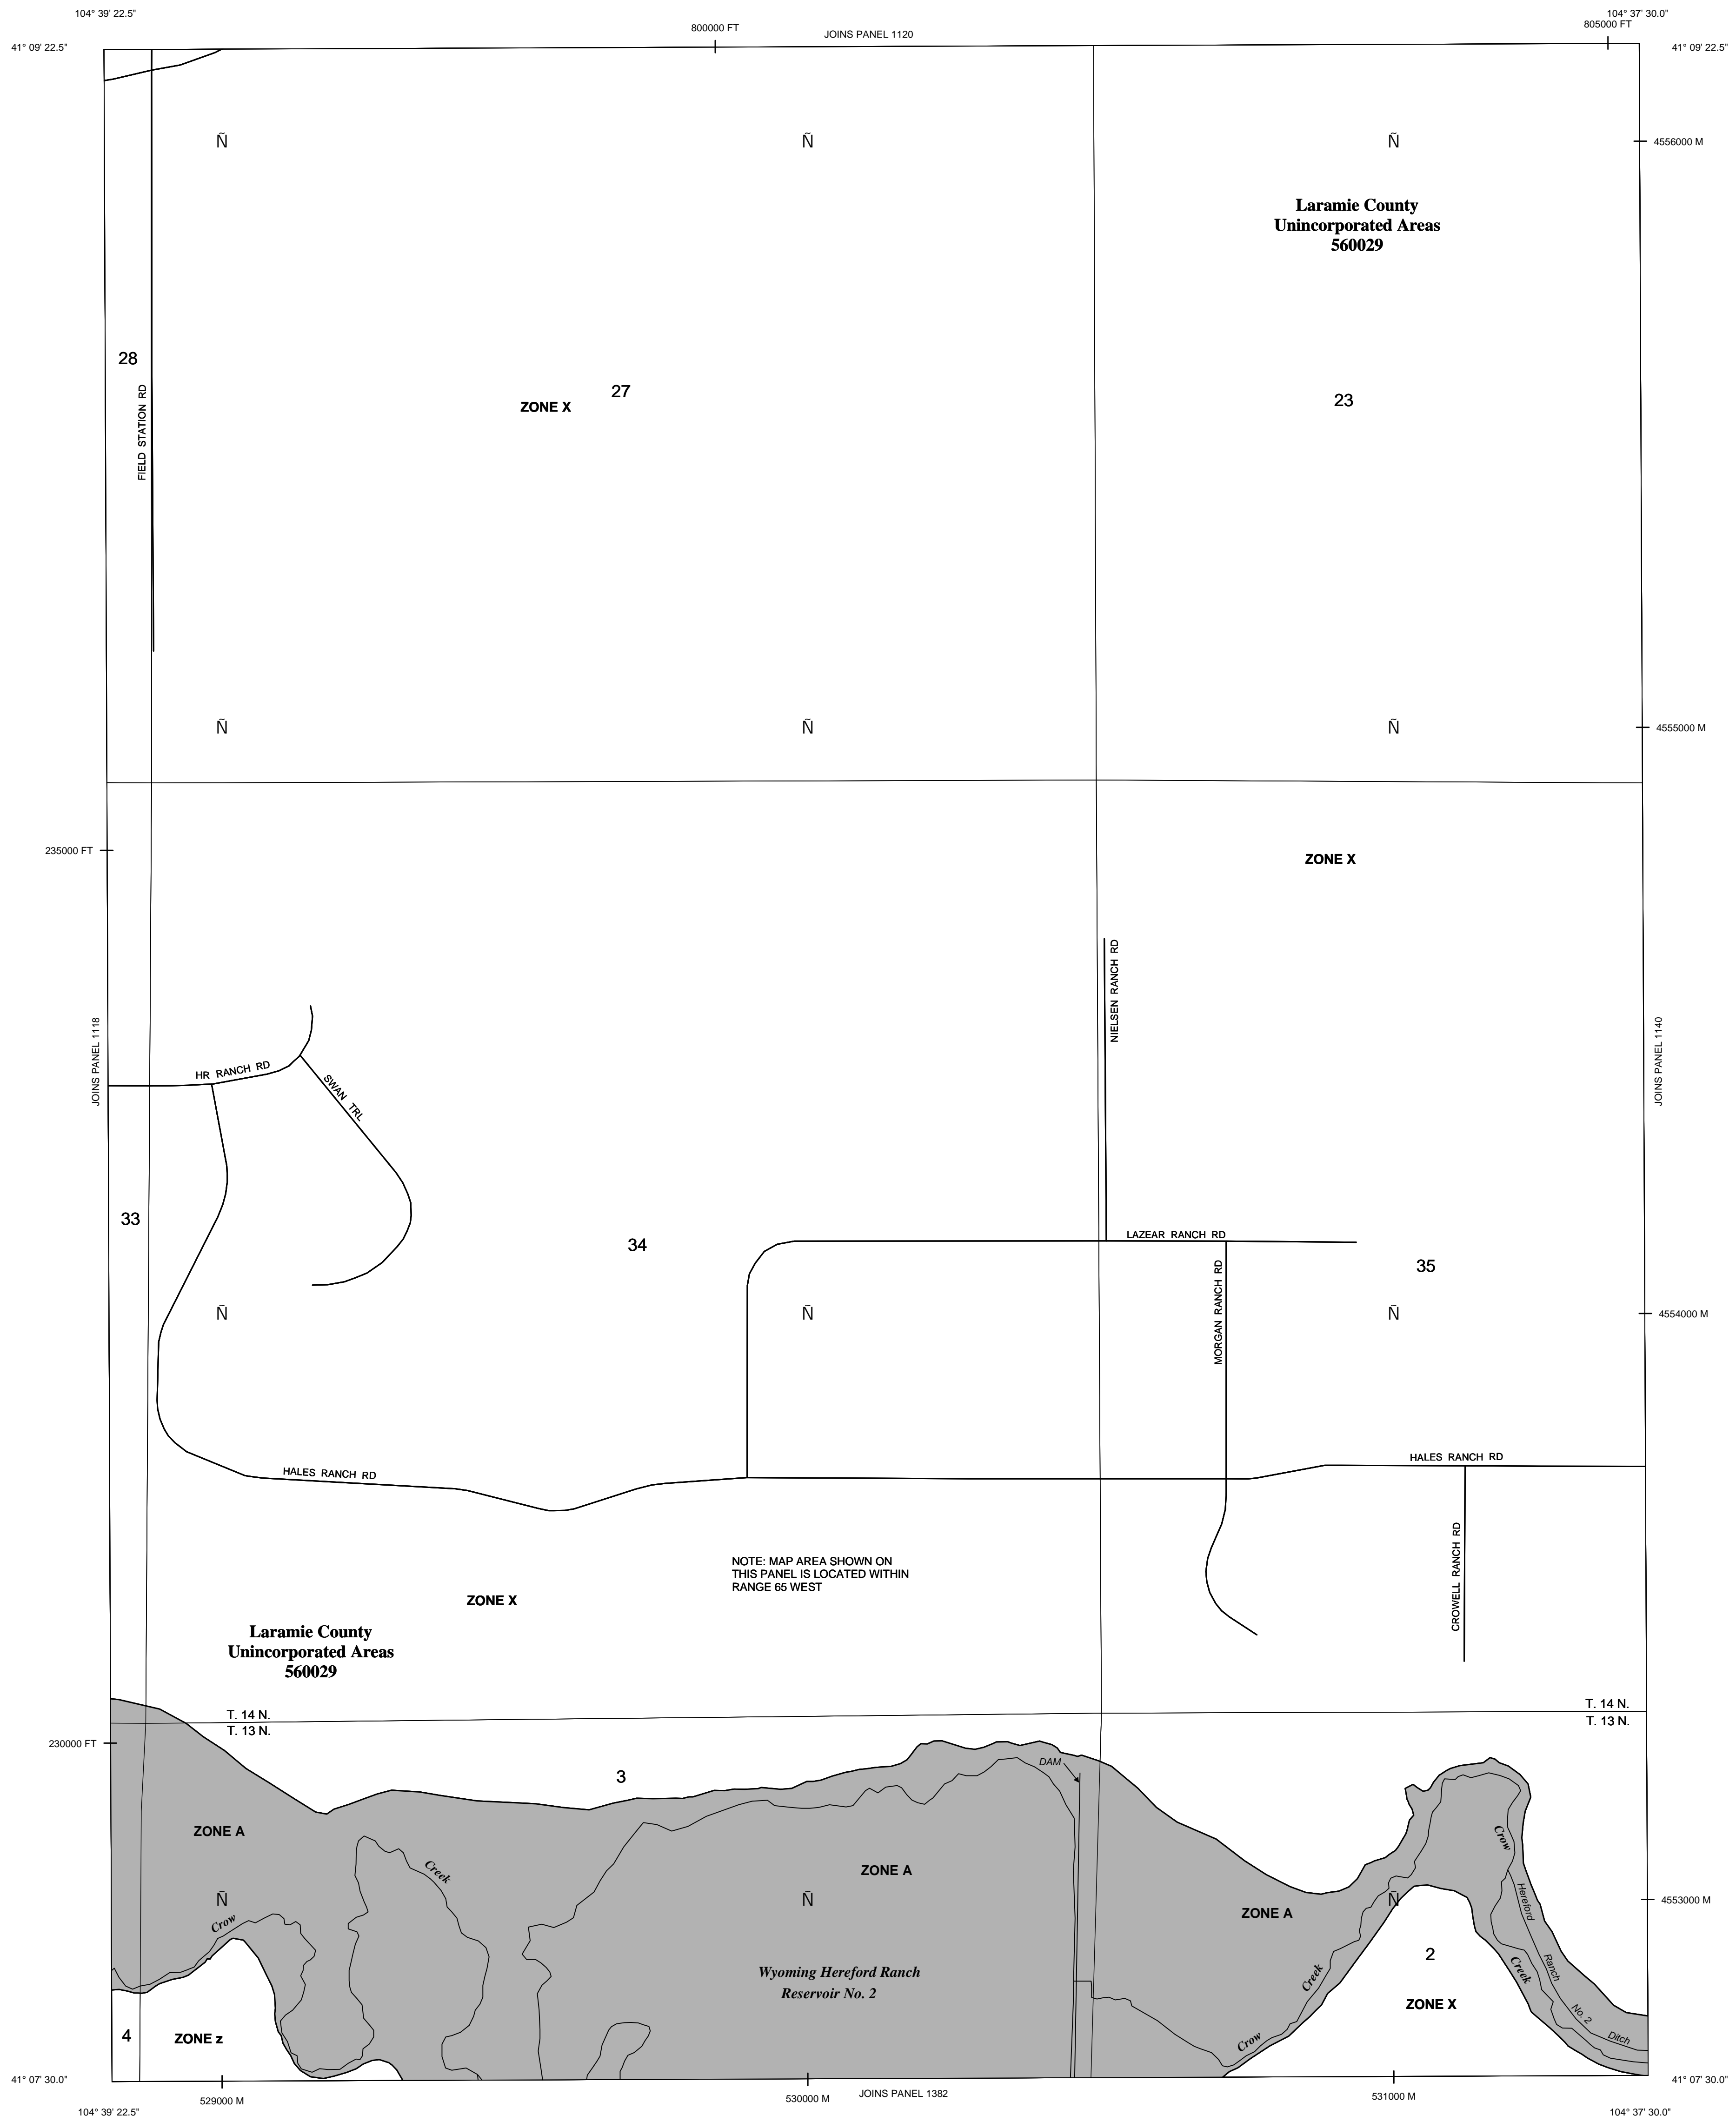 104° 39' 22.5"
800000 FT
JOINS PANEL 1120
805000 FT
104° 37' 30.0"
41° 09' 22.5"
41° 09' 22.5"
Ñ
Ñ
Ñ
4556000 M
Laramie County
Unincorporated Areas
560029
28
FIELD STATION RD
ZONE X
27
23
Ñ
Ñ
Ñ
4555000 M
235000 FT
ZONE X
NIELSEN RANCH RD
JOINS PANEL 1118
JOINS PANEL 1140
HR RANCH RD
SWAN TRL
33
34
LAZEAR RANCH RD
35
MORGAN RANCH RD
Ñ
Ñ
Ñ
4554000 M
HALES RANCH RD
HALES RANCH RD
CROWELL RANCH RD
NOTE: MAP AREA SHOWN ON
THIS PANEL IS LOCATED WITHIN
RANGE 65 WEST
ZONE X
Laramie County
Unincorporated Areas
560029
T. 14 N.
T. 13 N.
T. 14 N.
T. 13 N.
230000 FT
3
DAM
ZONE A
Creek
ZONE A
Crow
Ñ
Crow
Ñ
ZONE A
Ñ
Hereford
4553000 M
Wyoming Hereford Ranch
Reservoir No. 2
Creek
2
Creek
Ranch
ZONE X
No. 2
4
ZONE z
Crow
Ditch
41° 07' 30.0"
41° 07' 30.0"
104° 39' 22.5"
529000 M
530000 M
JOINS PANEL 1382
531000 M
104° 37' 30.0"